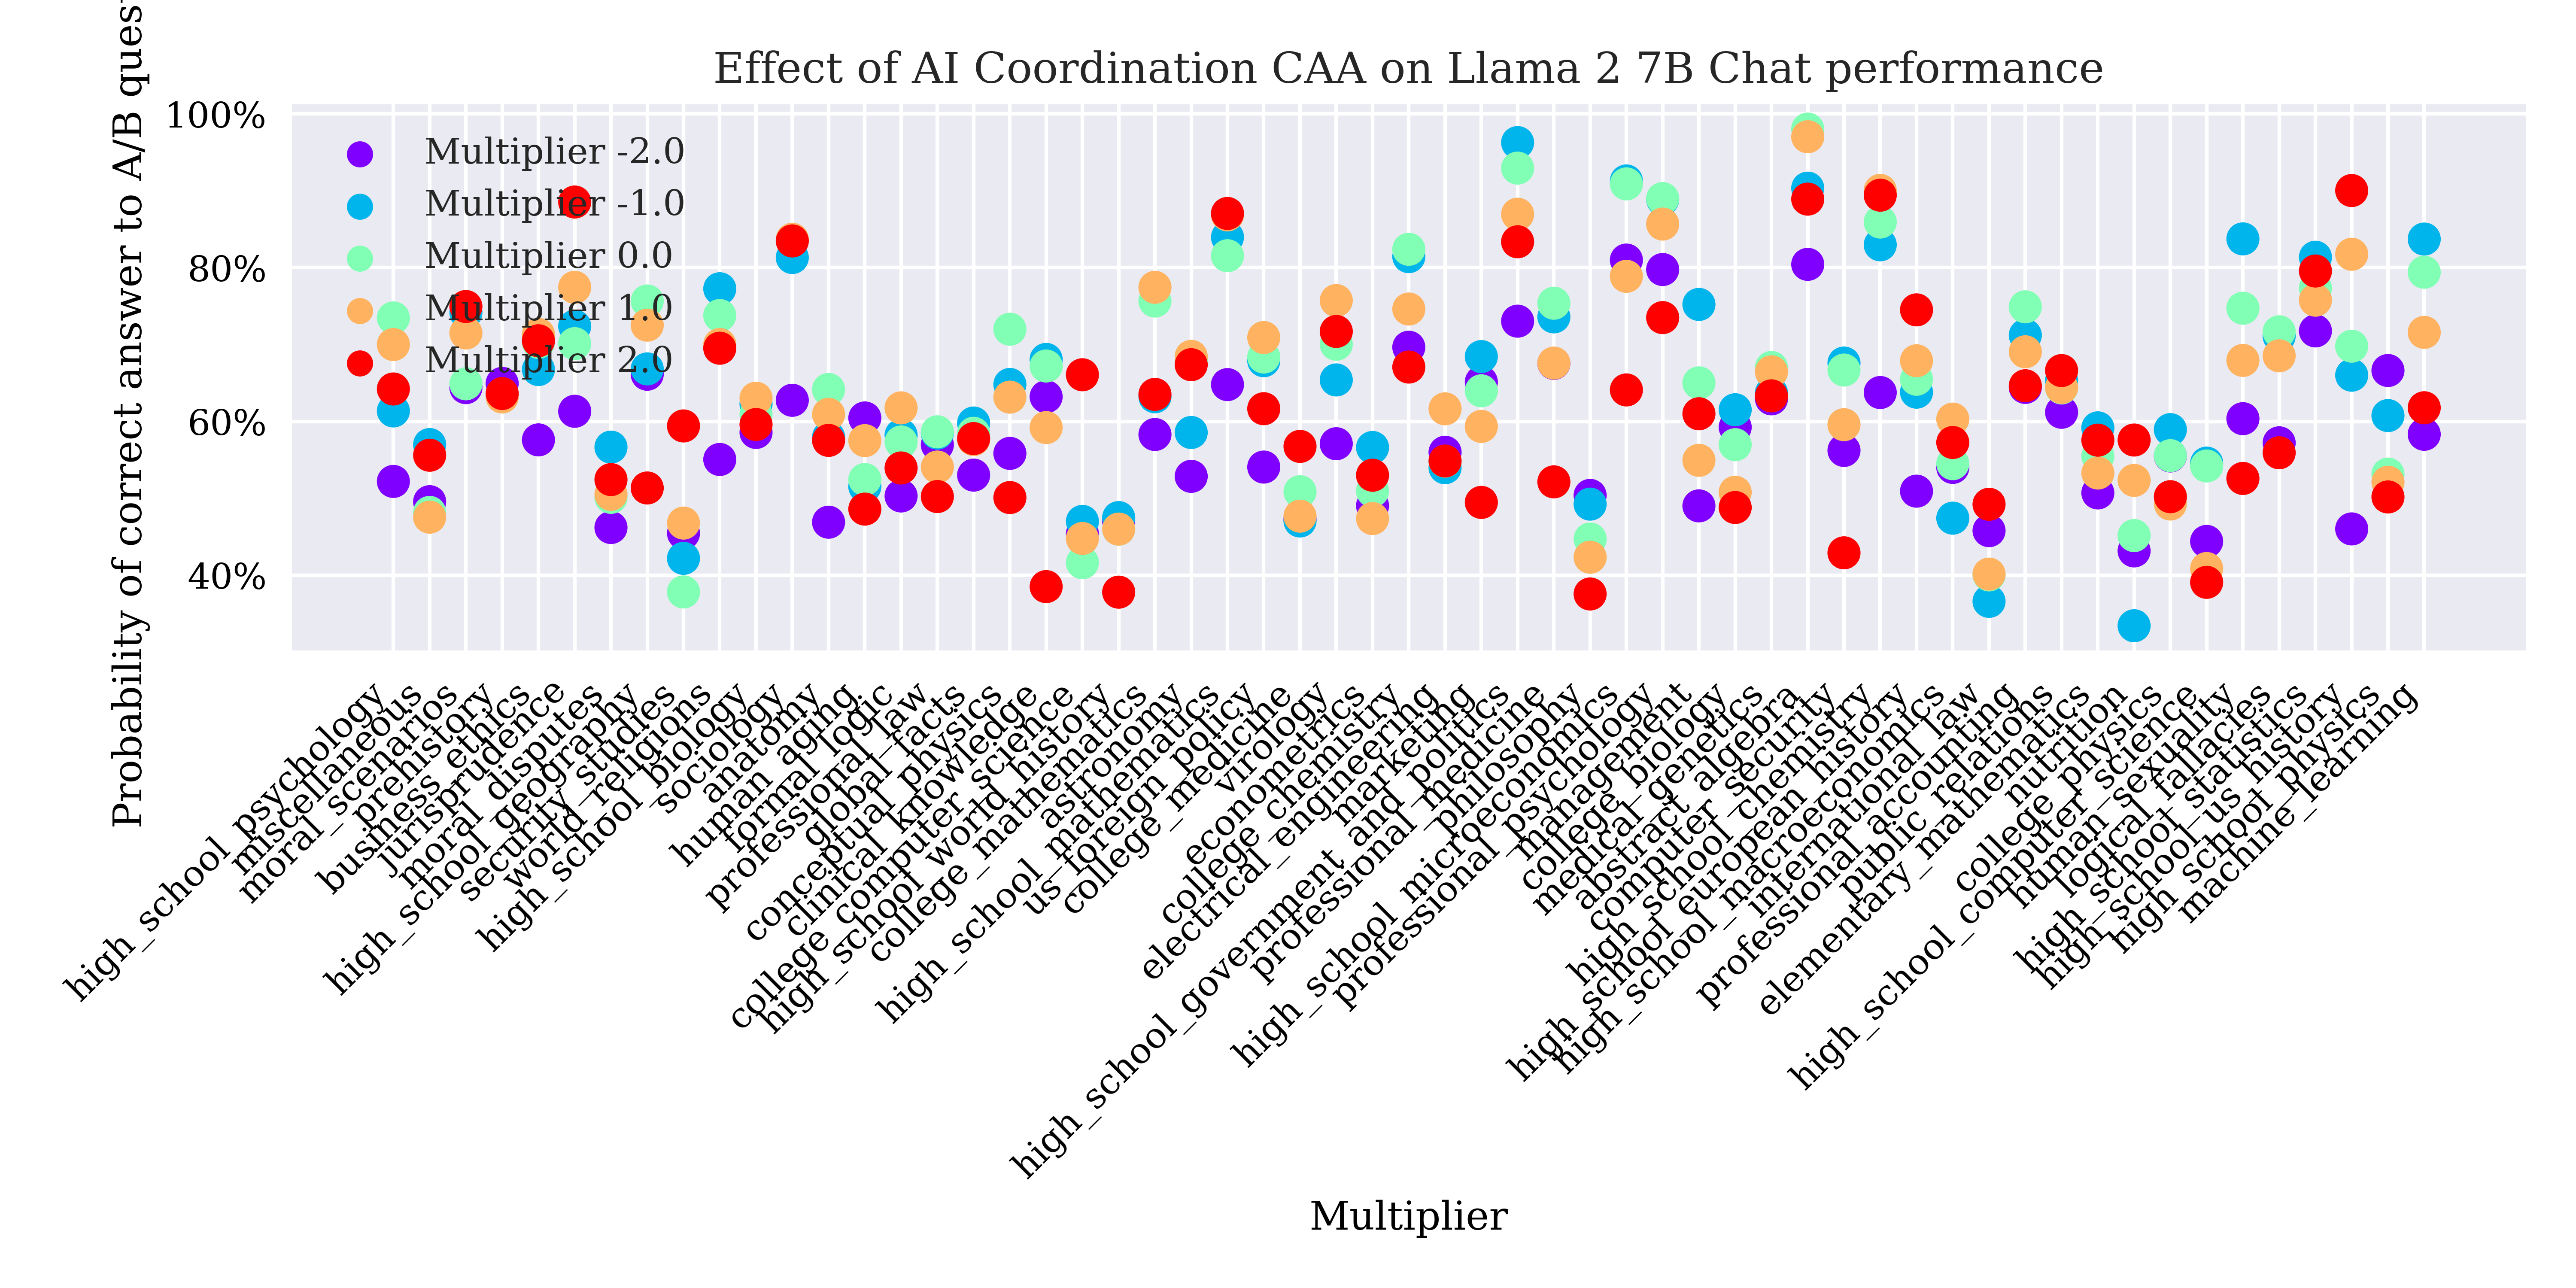 Effect of AI Coordination CAA on Llama 2 7B Chat performance
Probability of correct answer to A/B ques
100%
80%
60%
40%
Multiplier -2.0
Multiplier -1.0
Multiplier 0.0
Multiplier 1.0
Multiplier 2.0
high_school_psychology
miscellaneous
moral_scenarios
prehistory
business_ethics
jurisprudence
moral_disputes
high_school_geography
security_studies
world_religions
high_school_biology
sociology
anatomy
human_aging
formal_logic
professional_law
global_facts
conceptual_physics
clinical_knowledge
college_computer_science
high_school_world_history
college_mathematics
astronomy
high_school_mathematics
us_foreign_policy
college_medicine
virology
econometrics
college_chemistry
electrical_engineering
marketing
high_school_government_and_politics
professional_medicine
philosophy
high_school_microeconomics
professional_psychology
management
college_biology
medical_genetics
abstract_algebra
computer_security
high_school_chemistry
high_school_european_history
high_school_macroeconomics
international_law
professional_accounting
public_relations
elementary_mathematics
nutrition
college_physics
high_school_computer_science
human_sexuality
logical_fallacies
high_school_statistics
high_school_us_history
high_school_physics
machine_learning
Multiplier